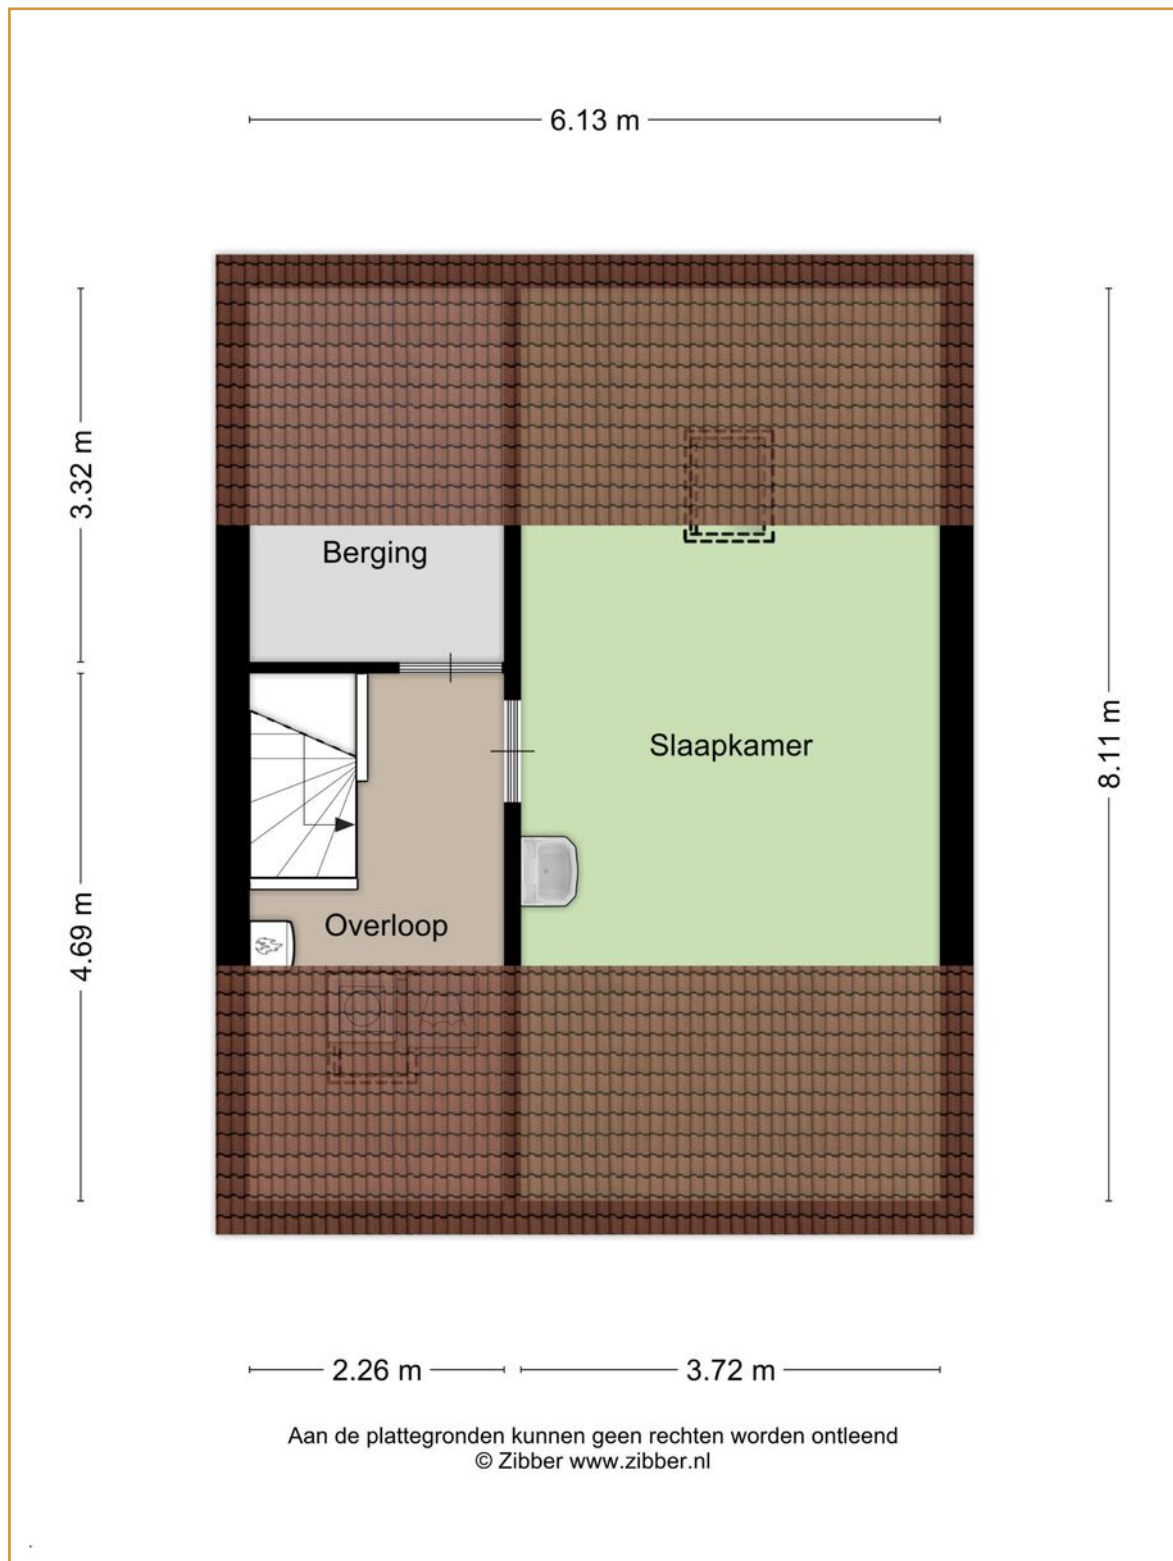 6.13 m
3.32 m
Berging
Slaapkamer
8.11 m
4.69 m
Overloop
2.26 m
3.72 m
Aan de plattegronden kunnen geen rechten worden ontleend
© Zibber www.zibber.nl